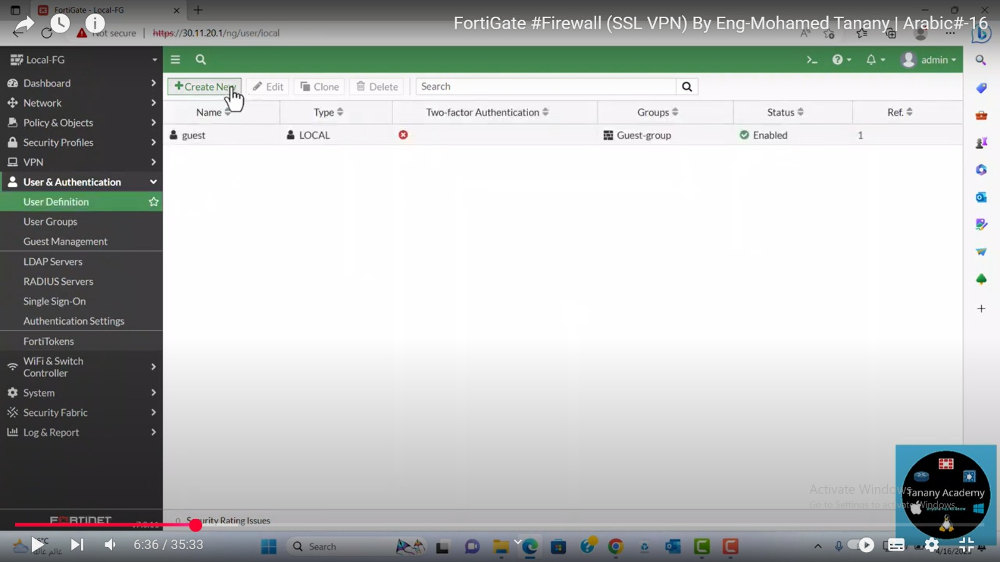 FortiGate - Local-FG
FortiGate #Firewall (SSL VPN) By Eng-Mohamed Tanany | Arabic#-16
Not secure | https://30.11.20.1/ng/user/local
Local-FG
admin
Dashboard
Network
Policy & Objects
Security Profiles
VPN
User & Authentication
User Definition
User Groups
Guest Management
LDAP Servers
RADIUS Servers
Single Sign-On
Authentication Settings
FortiTokens
WiFi & Switch
Controller
System
Security Fabric
Log & Report
+Create New Edit Clone Delete Search
Name Type Two-factor Authentication Groups Status Ref.
guest LOCAL Guest-group Enabled 1
Activate Windows
Go to Settings to activate Windows.
Tanany Academy
FORTINET
0 Security Rating Issues
6:36 / 35:33
Search